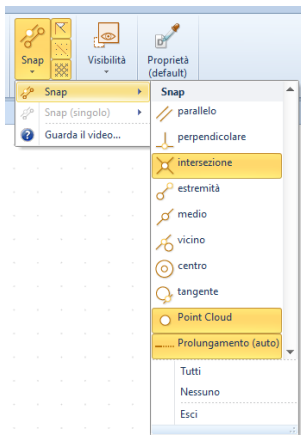 Snap
Visibilità
Proprietà
(default)
Snap
Snap (singolo)
Guarda il video...
Snap
parallelo
perpendicolare
intersezione
estremità
medio
vicino
centro
tangente
Point Cloud
Prolungamento (auto)
Tutti
Nessuno
Esci